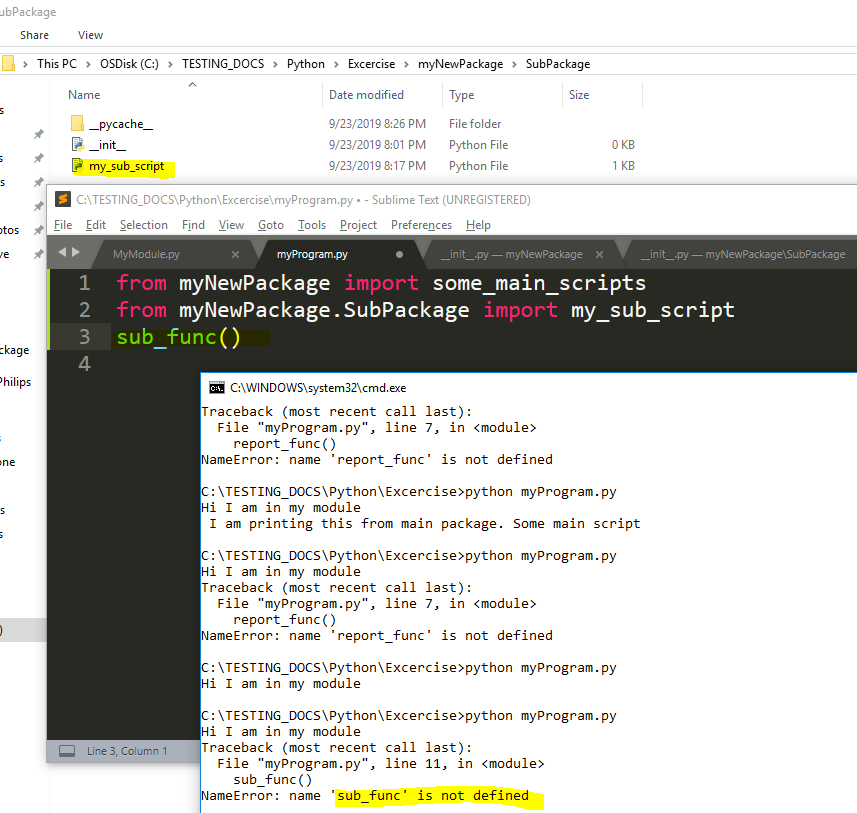 ubPackage
Share View
This PC > OSDisk (C:) > TESTING_DOCS > Python > Excercise > myNewPackage > SubPackage
Name Date modified Type Size
s
__pycache__ 9/23/2019 8:26 PM File folder
__init__ 9/23/2019 8:01 PM Python File 0 KB
s
my_sub_script 9/23/2019 8:17 PM Python File 1 KB
s
C:\TESTING_DOCS\Python\Excercise\myProgram.py • - Sublime Text (UNREGISTERED)
File Edit Selection Find View Goto Tools Project Preferences Help
otos
ve
MyModule.py × myProgram.py __init__.py — myNewPackage × __init__.py — myNewPackage\SubPackage
1 from myNewPackage import some_main_scripts
2 from myNewPackage.SubPackage import my_sub_script
3 sub_func()
ckage
4
Philips
C:\WINDOWS\system32\cmd.exe
Traceback (most recent call last):
File "myProgram.py", line 7, in <module>
s
report_func()
NameError: name 'report_func' is not defined
one
C:\TESTING_DOCS\Python\Excercise>python myProgram.py
Hi I am in my module
s
I am printing this from main package. Some main script
s
C:\TESTING_DOCS\Python\Excercise>python myProgram.py
Hi I am in my module
Traceback (most recent call last):
File "myProgram.py", line 7, in <module>
report_func()
)
NameError: name 'report_func' is not defined
C:\TESTING_DOCS\Python\Excercise>python myProgram.py
Hi I am in my module
C:\TESTING_DOCS\Python\Excercise>python myProgram.py
Hi I am in my module
Traceback (most recent call last):
Line 3, Column 1
File "myProgram.py", line 11, in <module>
sub_func()
NameError: name 'sub_func' is not defined